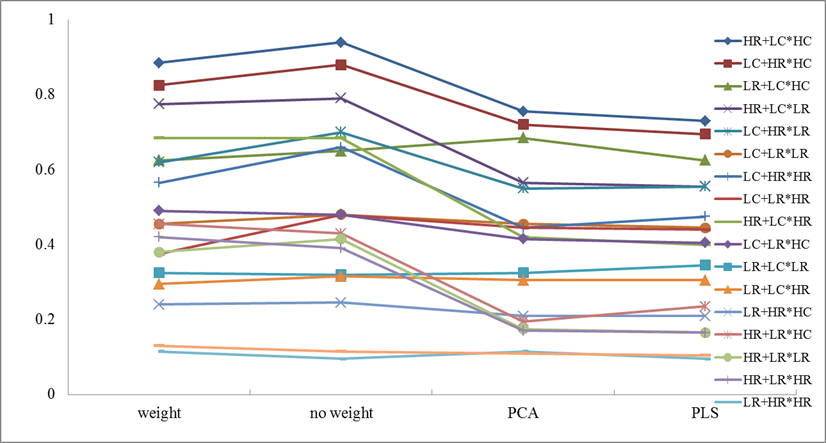 1
0.8
0.6
0.4
0.2
0
weight
no weight
PCA
PLS
HR+LC*HC
LC+HR*HC
LR+LC*HC
HR+LC*LR
LC+HR*LR
LC+LR*LR
LC+HR*HR
LC+LR*HR
HR+LC*HR
LC+LR*HC
LR+LC*LR
LR+LC*HR
LR+HR*HC
HR+LR*HC
HR+LR*LR
HR+LR*HR
LR+HR*HR